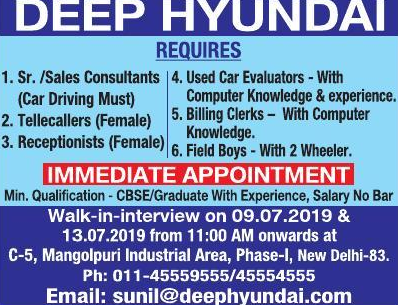 DEEP HYUNDAI
REQUIRES
1. Sr. /Sales Consultants
(Car Driving Must)
2. Tellecallers (Female)
3. Receptionists (Female)
4. Used Car Evaluators - With
Computer Knowledge & experience.
5. Billing Clerks – With Computer
Knowledge.
6. Field Boys - With 2 Wheeler.
IMMEDIATE APPOINTMENT
Min. Qualification - CBSE/Graduate With Experience, Salary No Bar
Walk-in-interview on 09.07.2019 &
13.07.2019 from 11:00 AM onwards at
C-5, Mangolpuri Industrial Area, Phase-I, New Delhi-83.
Ph: 011-45559555/45554555
Email: sunil@deephyundai.com